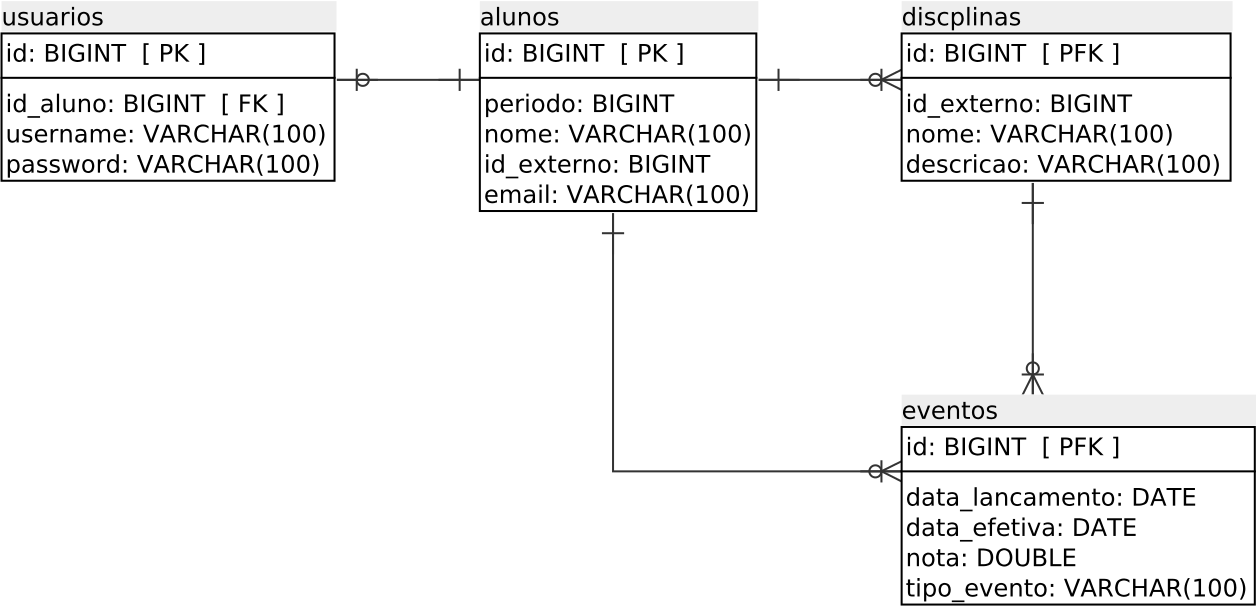 usuarios
id: BIGINT  [ PK ]
id_aluno: BIGINT  [ FK ]
username: VARCHAR(100)
password: VARCHAR(100)
alunos
id: BIGINT  [ PK ]
periodo: BIGINT
nome: VARCHAR(100)
id_externo: BIGINT
email: VARCHAR(100)
discplinas
id: BIGINT  [ PFK ]
id_externo: BIGINT
nome: VARCHAR(100)
descricao: VARCHAR(100)
eventos
id: BIGINT  [ PFK ]
data_lancamento: DATE
data_efetiva: DATE
nota: DOUBLE
tipo_evento: VARCHAR(100)